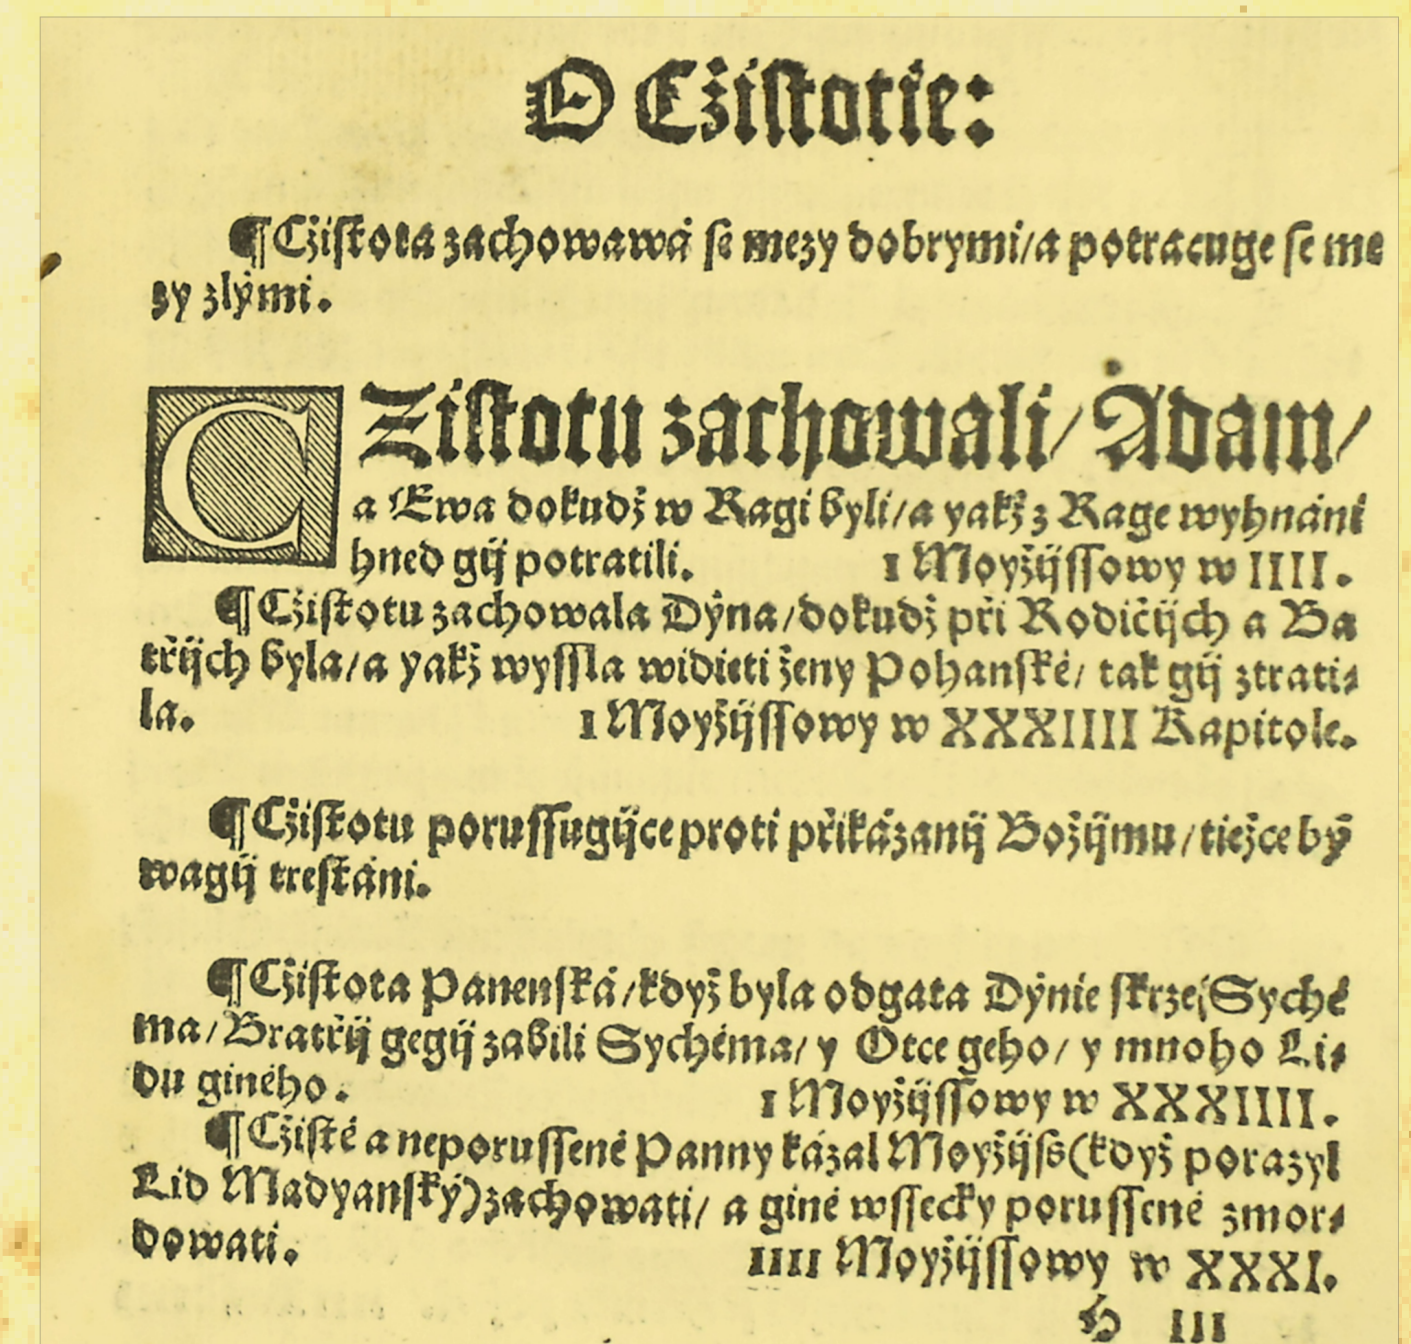 O Cžistotie:
¶Cžistota zachowawá se mezy dobrymi/a potracuge se me
zy zlými.
CZistotu zachowali/ Adam/
a Ewa dokudž w Ragi byli/a yakž z Rage wyhnáni
hned gij potratili. I Moyžijssowy w IIII.
¶Cžistotu zachowala Dýna/dokudž při Rodičijch a Ba
třijch byla/a yakž wyssla widieti ženy Pohanské/ tak gij ztrati⸗
la. I Moyžijssowy w XXXIIII Kapitole.
¶Cžistotu porussugijce proti přikázanij Božijmu/tiežce bý
wagij trestáni.
¶Cžistota Panenská/když byla odgata Dýnie skrze Syché
ma/Bratřij gegij zabili Sychéma/ y Otce geho/ y mnoho Li⸗
du giného. I Moyžijssowy w XXXIIII.
¶Cžisté a neporussené Panny kázal Moyžijss(když porazyl
Lid Madyanský)zachowati/ a giné wssecky porussené zmor⸗
dowati. IIII Moyžijssowy w XXXI.
H III